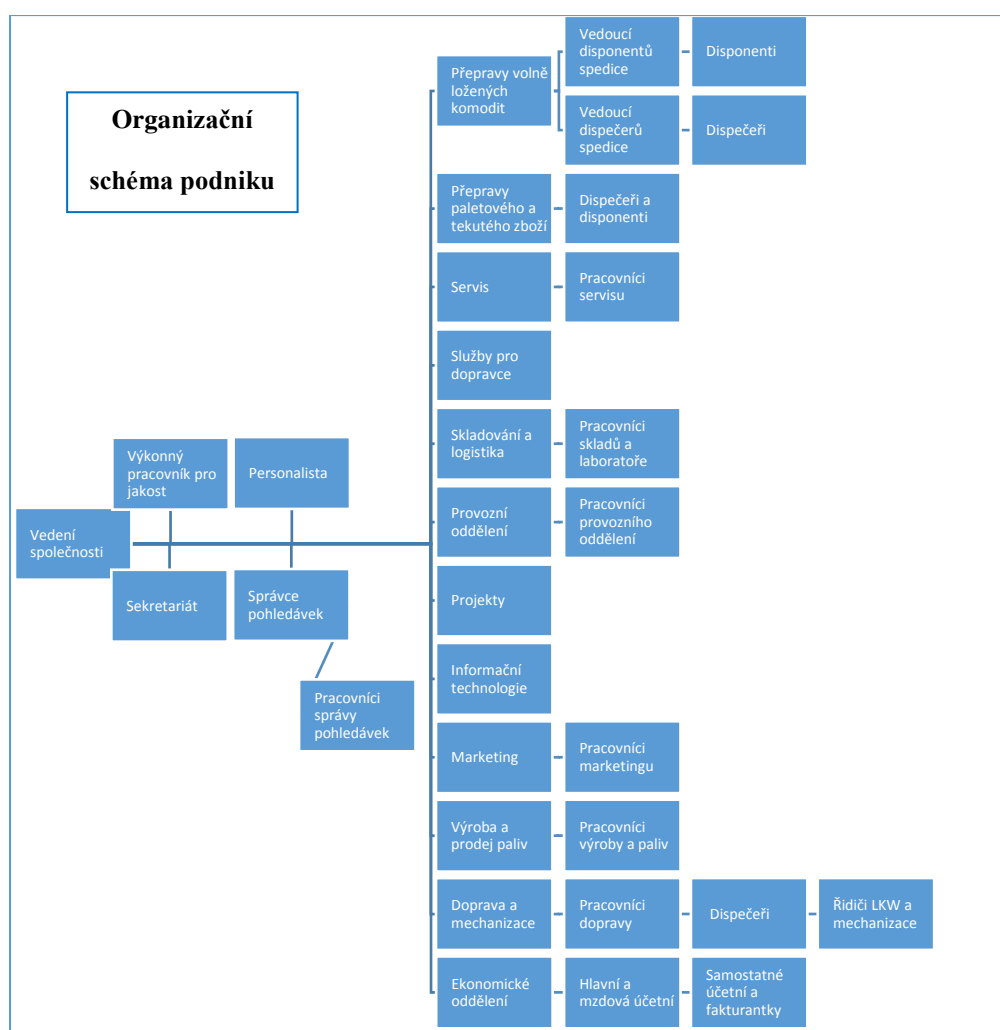 Organizační
schéma podniku
Přepravy volně
ložených
komodit
Vedoucí
disponentů
spedice
Disponenti
Vedoucí
dispečerů
spedice
Dispečeři
Přepravy
paletového a
tekutého zboží
Dispečeři a
disponenti
Servis
Pracovníci
servisu
Služby pro
dopravce
Skladování a
logistika
Pracovníci
skladů a
laboratoře
Výkonný
pracovník pro
jakost
Personalista
Vedení
společnosti
Provozní
oddělení
Pracovníci
provozního
oddělení
Sekretariát
Správce
pohledávek
Projekty
Pracovníci
správy
pohledávek
Informační
technologie
Marketing
Pracovníci
marketingu
Výroba a
prodej paliv
Pracovníci
výroby a paliv
Doprava a
mechanizace
Pracovníci
dopravy
Dispečeři
Řidiči LKW a
mechanizace
Ekonomické
oddělení
Hlavní a
mzdová účetní
Samostatné
účetní a
fakturantky